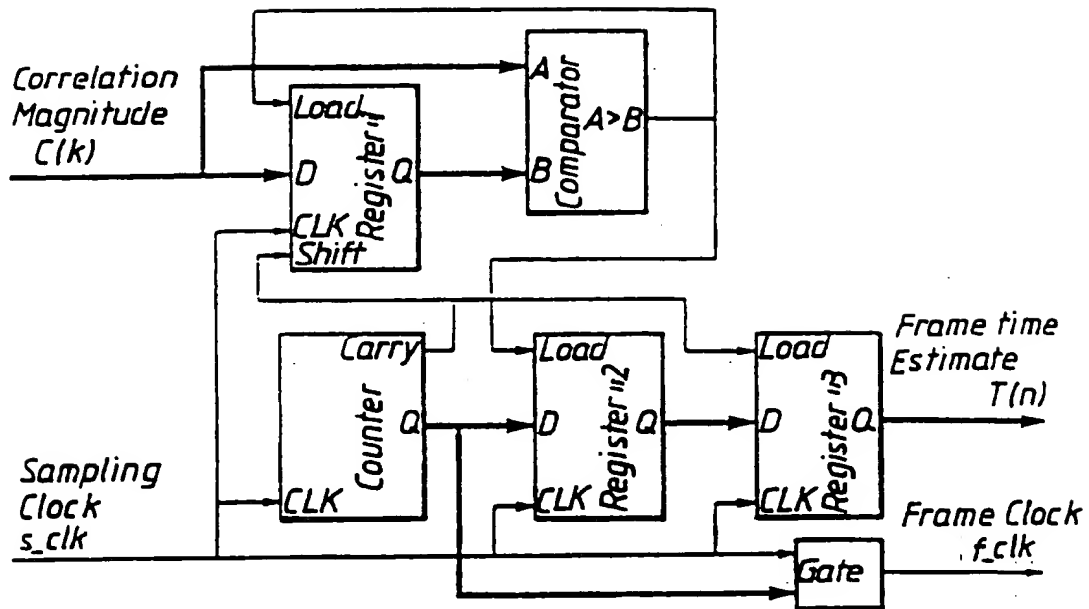 Correlation
Magnitude
C(k)
Load
D
Q
CLK
Shift
Register"1
A
B
A>B
Comparator
Carry
Q
CLK
Counter
Load
D
Q
CLK
Register"2
Load
D
Q
CLK
Register"3
Frame time
Estimate
T(n)
Sampling
Clock
s_clk
Gate
Frame Clock
f_clk